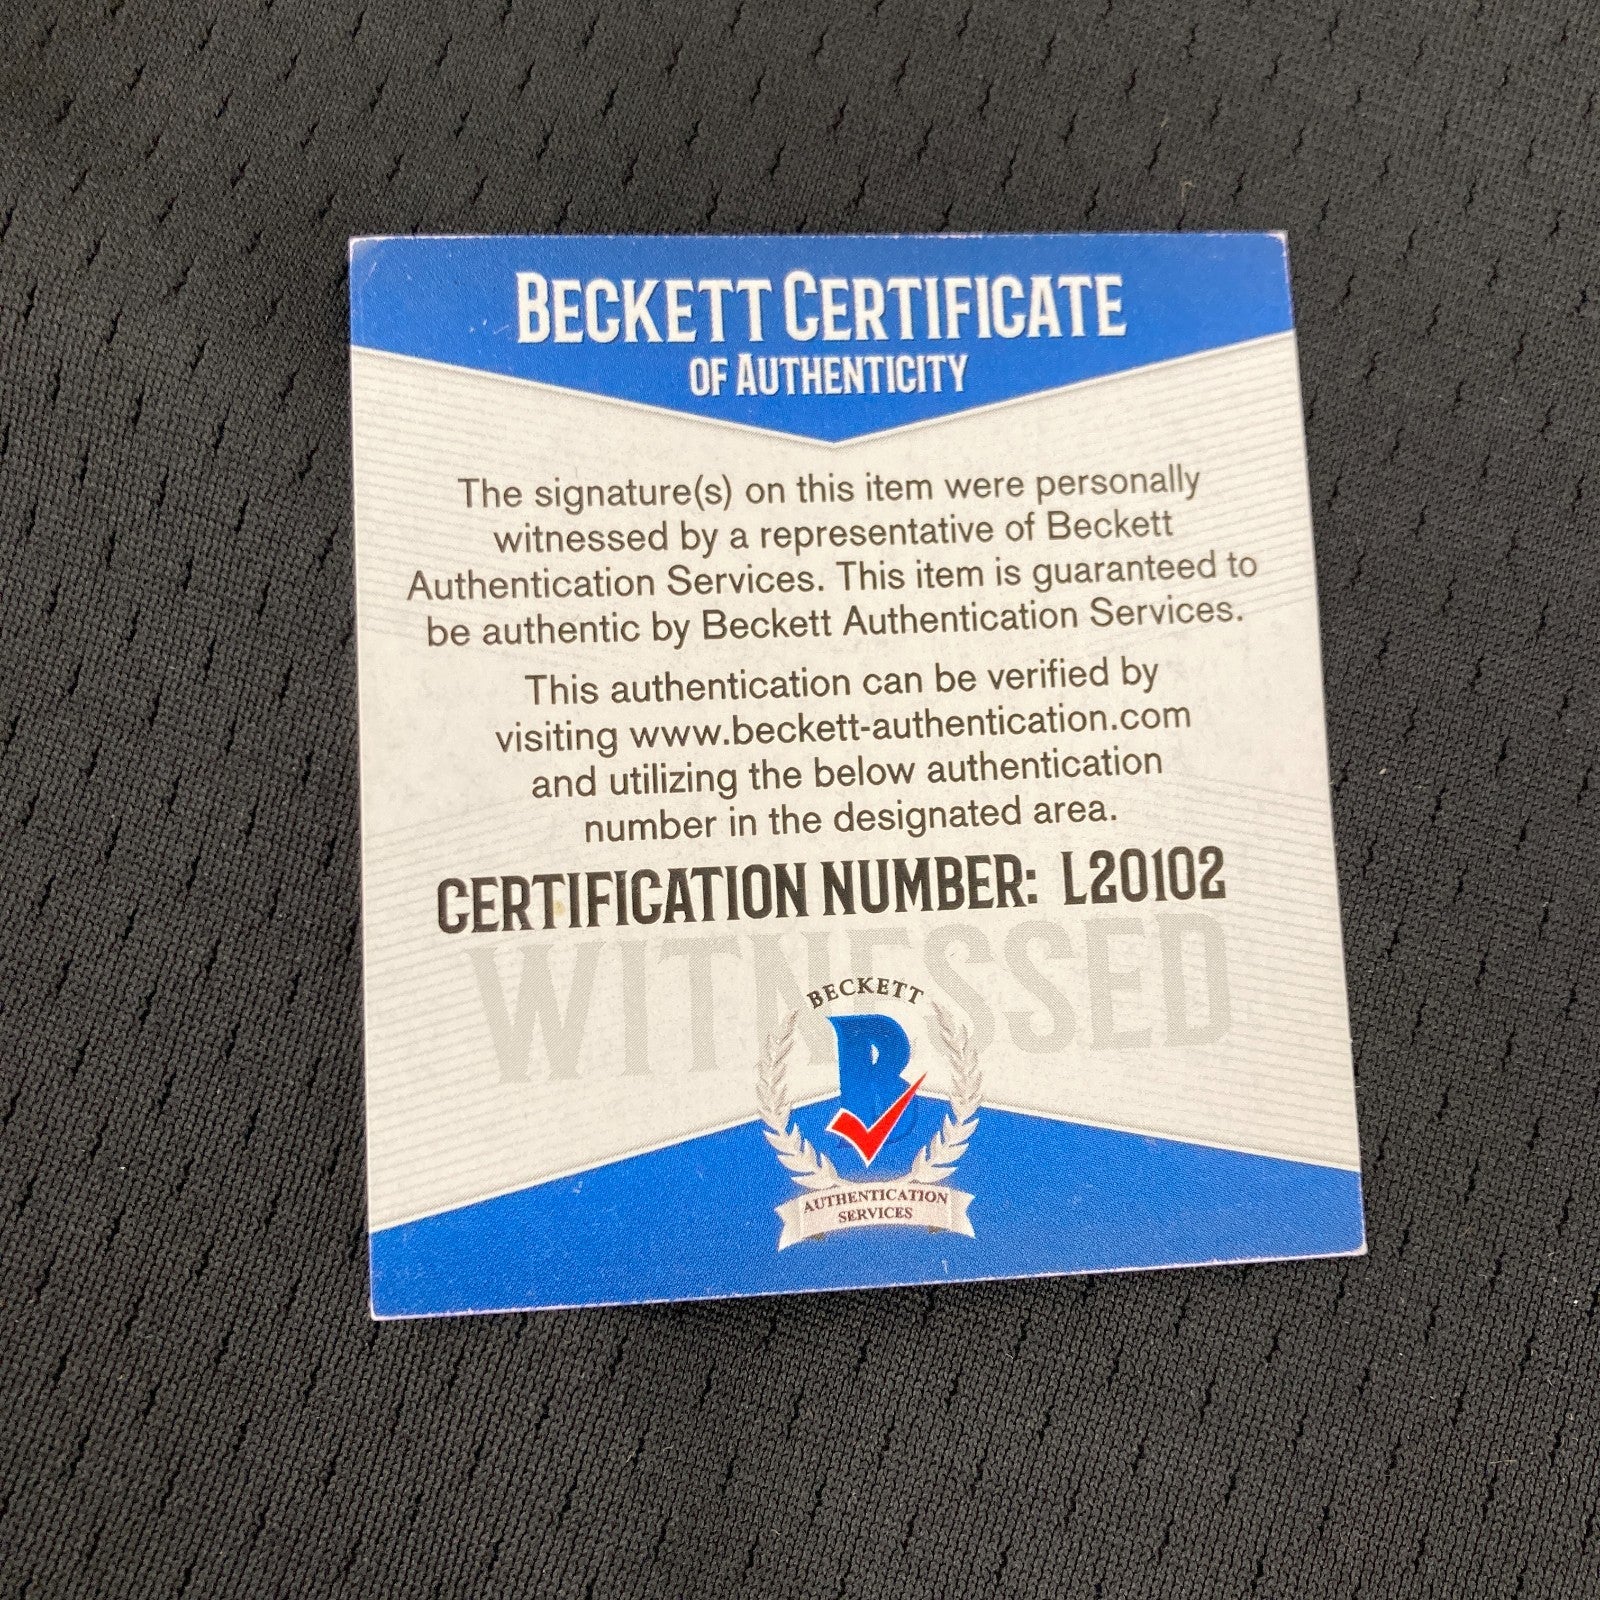 BECKETT CERTIFICATE
OF AUTHENTICITY
The signature(s) on this item were personally
witnessed by a representative of Beckett
Authentication Services. This item is guaranteed to
be authentic by Beckett Authentication Services.
This authentication can be verified by
visiting www.beckett-authentication.com
and utilizing the below authentication
number in the designated area.
CERTIFICATION NUMBER: L20102
WITNESSED
BECKETT
B
AUTHENTICATION
SERVICES